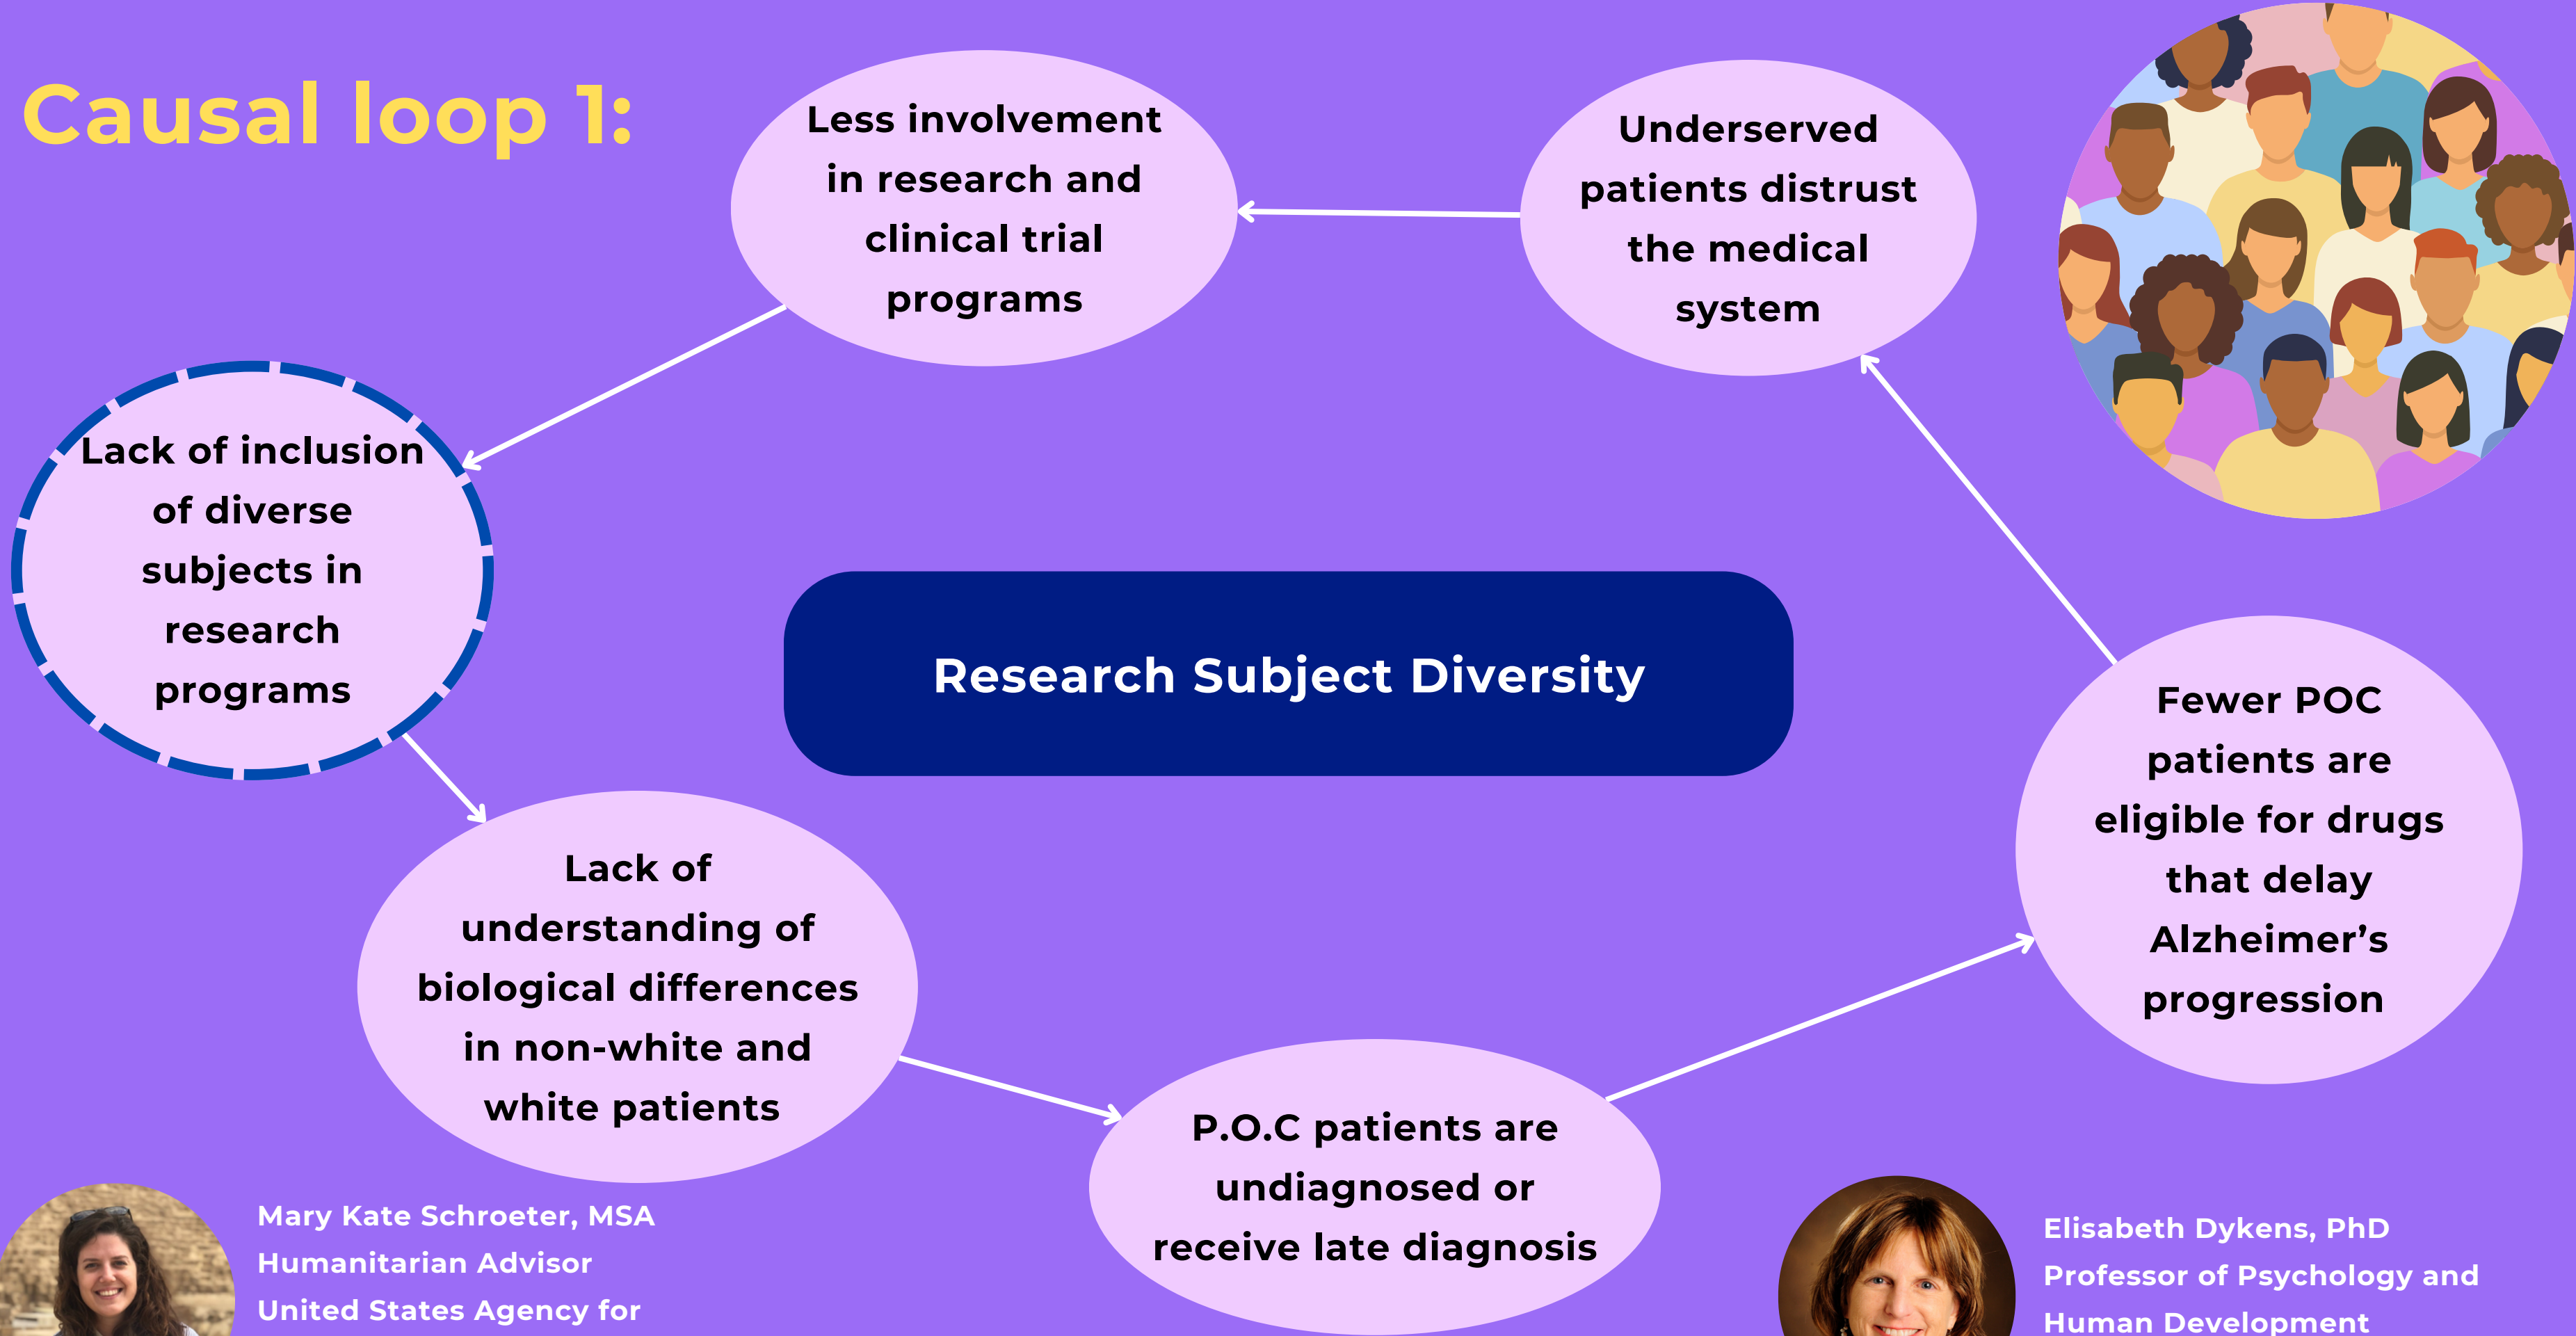 Causal loop 1:
Less involvement
in research and
clinical trial
programs
Underserved
patients distrust
the medical
system
Lack of inclusion
of diverse
subjects in
research
programs
Research Subject Diversity
Fewer POC
patients are
eligible for drugs
that delay
Alzheimer’s
progression
Lack of
understanding of
biological differences
in non-white and
white patients
P.O.C patients are
undiagnosed or
receive late diagnosis
Mary Kate Schroeter, MSA
Humanitarian Advisor
United States Agency for
Elisabeth Dykens, PhD
Professor of Psychology and
Human Development